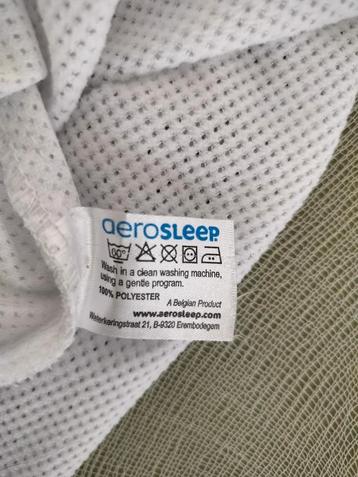 aerosleep
60°
Wash in a clean washing machine,
using a gentle program.
100% POLYESTER
A Belgian Product
www.aerosleep.com
Waterkeringstraat 21, B-9320 Erembodegem